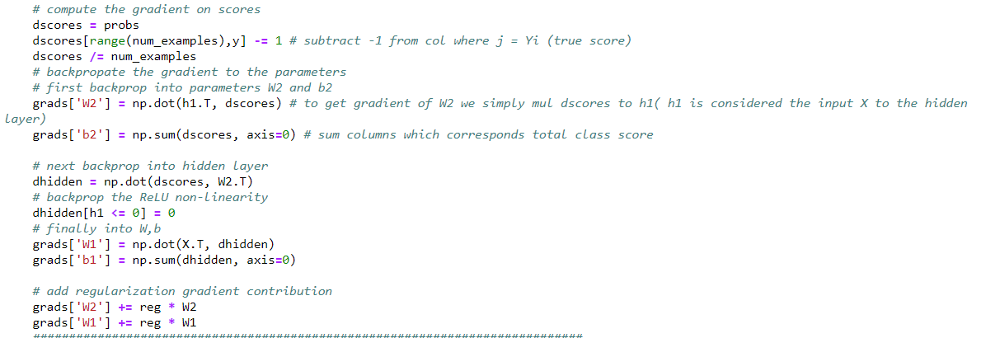 # compute the gradient on scores
dscores = probs
dscores[range(num_examples),y] -= 1 # subtract -1 from col where j = Yi (true score)
dscores /= num_examples
# backpropate the gradient to the parameters
# first backprop into parameters W2 and b2
grads['W2'] = np.dot(h1.T, dscores) # to get gradient of W2 we simply mul dscores to h1( h1 is considered the input X to the hidden
layer)
grads['b2'] = np.sum(dscores, axis=0) # sum columns which corresponds total class score

# next backprop into hidden layer
dhidden = np.dot(dscores, W2.T)
# backprop the ReLU non-linearity
dhidden[h1 <= 0] = 0
# finally into W,b
grads['W1'] = np.dot(X.T, dhidden)
grads['b1'] = np.sum(dhidden, axis=0)

# add regularization gradient contribution
grads['W2'] += reg * W2
grads['W1'] += reg * W1
#############################################################################